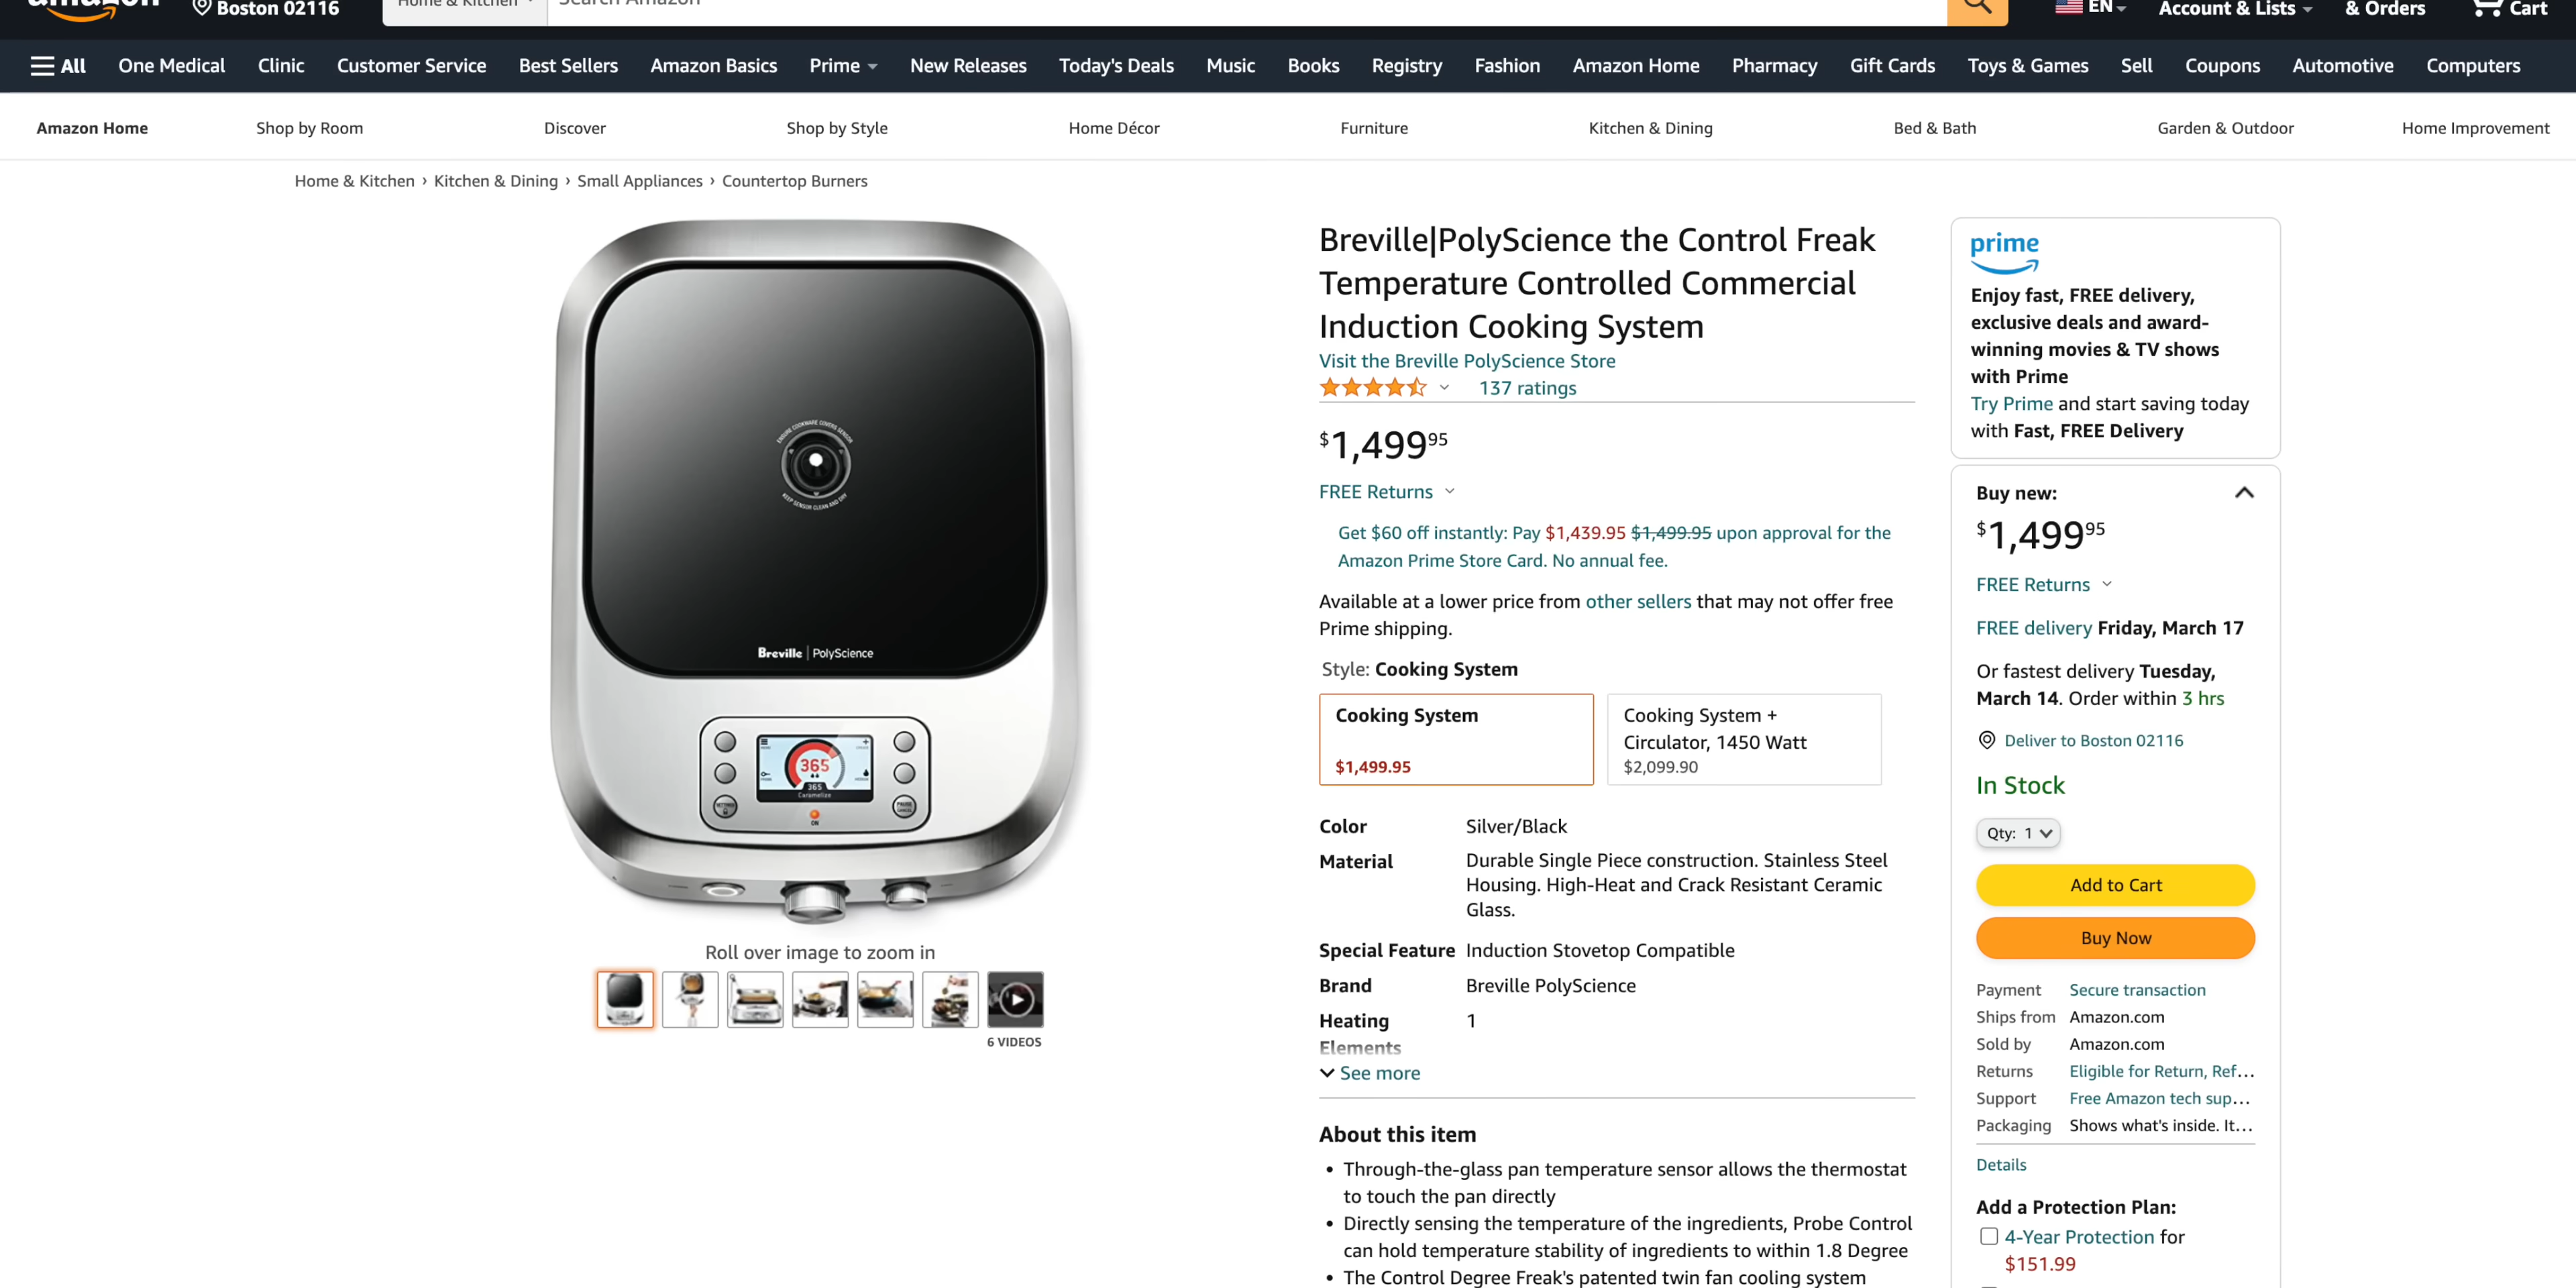 Boston 02116
EN
Account & Lists
& Orders
Cart
All
One Medical
Clinic
Customer Service
Best Sellers
Amazon Basics
Prime
New Releases
Today's Deals
Music
Books
Registry
Fashion
Amazon Home
Pharmacy
Gift Cards
Toys & Games
Sell
Coupons
Automotive
Computers
Amazon Home
Shop by Room
Discover
Shop by Style
Home Décor
Furniture
Kitchen & Dining
Bed & Bath
Garden & Outdoor
Home Improvement
Home & Kitchen › Kitchen & Dining › Small Appliances › Countertop Burners
ENSURE COOKWARE COVERS SENSOR
KEEP SENSOR CLEAN AND DRY
Breville | PolyScience
365
365
Caramelize
ON
Roll over image to zoom in
6 VIDEOS
Breville|PolyScience the Control Freak
Temperature Controlled Commercial
Induction Cooking System
Visit the Breville PolyScience Store
137 ratings
$1,499.95
FREE Returns
Get $60 off instantly: Pay $1,439.95 $1,499.95 upon approval for the
Amazon Prime Store Card. No annual fee.
Available at a lower price from other sellers that may not offer free
Prime shipping.
Style: Cooking System
Cooking System
$1,499.95
Cooking System +
Circulator, 1450 Watt
$2,099.90
Color Silver/Black
Material Durable Single Piece construction. Stainless Steel
Housing. High-Heat and Crack Resistant Ceramic
Glass.
Special Feature Induction Stovetop Compatible
Brand Breville PolyScience
Heating 1
Elements
See more
About this item
• Through-the-glass pan temperature sensor allows the thermostat
to touch the pan directly
• Directly sensing the temperature of the ingredients, Probe Control
can hold temperature stability of ingredients to within 1.8 Degree
• The Control Degree Freak's patented twin fan cooling system
prime
Enjoy fast, FREE delivery,
exclusive deals and award-
winning movies & TV shows
with Prime
Try Prime and start saving today
with Fast, FREE Delivery
Buy new:
$1,499.95
FREE Returns
FREE delivery Friday, March 17
Or fastest delivery Tuesday,
March 14. Order within 3 hrs
Deliver to Boston 02116
In Stock
Qty: 1
Add to Cart
Buy Now
Payment Secure transaction
Ships from Amazon.com
Sold by Amazon.com
Returns Eligible for Return, Ref…
Support Free Amazon tech sup…
Packaging Shows what's inside. It…
Details
Add a Protection Plan:
4-Year Protection for
$151.99